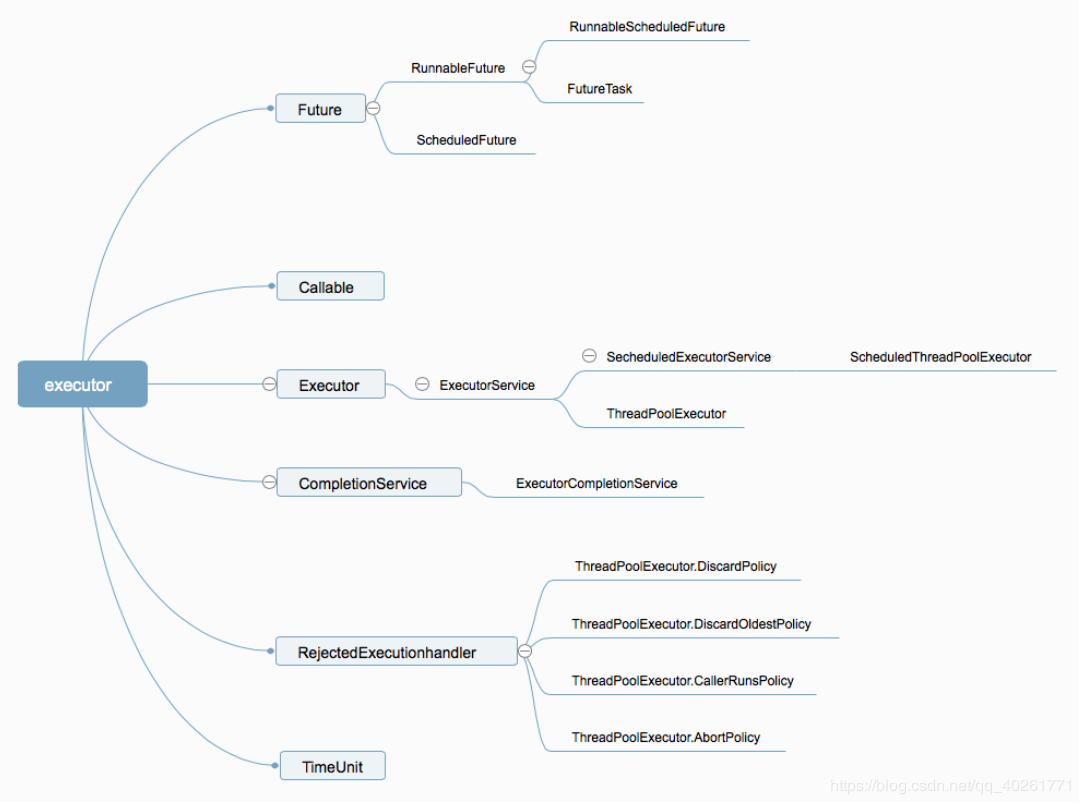 RunnableScheduledFuture
RunnableFuture
FutureTask
Future
ScheduledFuture
Callable
executor
Executor
ExecutorService
SecheduledExecutorService
ScheduledThreadPoolExecutor
ThreadPoolExecutor
CompletionService
ExecutorCompletionService
ThreadPoolExecutor.DiscardPolicy
ThreadPoolExecutor.DiscardOldestPolicy
RejectedExecutionhandler
ThreadPoolExecutor.CallerRunsPolicy
ThreadPoolExecutor.AbortPolicy
TimeUnit
https://blog.csdn.net/qq_40261771